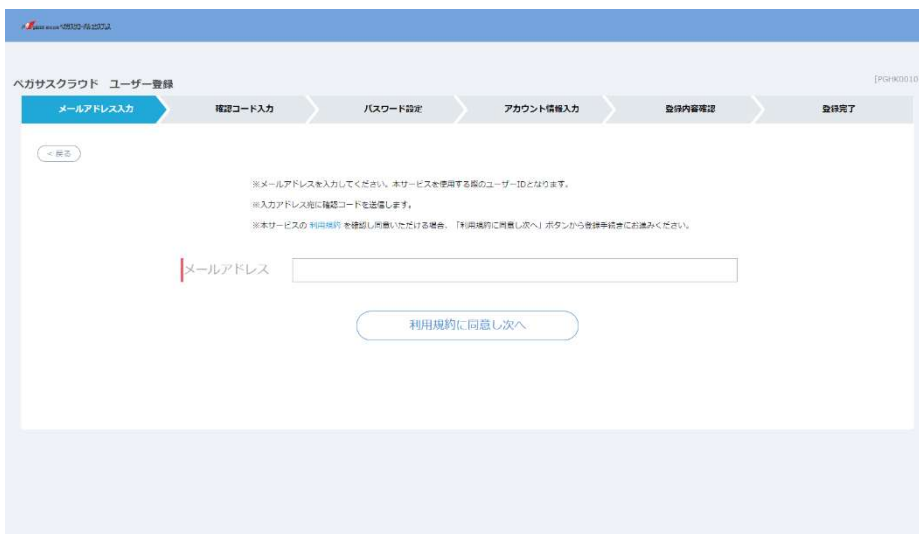 [PGHK0010
ペガサスクラウド ユーザー登録
メールアドレス入力 確認コード入力 パスワード設定 アカウント情報入力 登録内容確認 登録完了
<戻る
※メールアドレスを入力してください。本サービスを使用する際のユーザーIDとなります。
※入力アドレス宛に確認コードを送信します。
※本サービスの 利用規約 を確認し同意いただける場合、「利用規約に同意し次へ」ボタンから登録手続きにお進みください。
メールアドレス
利用規約に同意し次へ